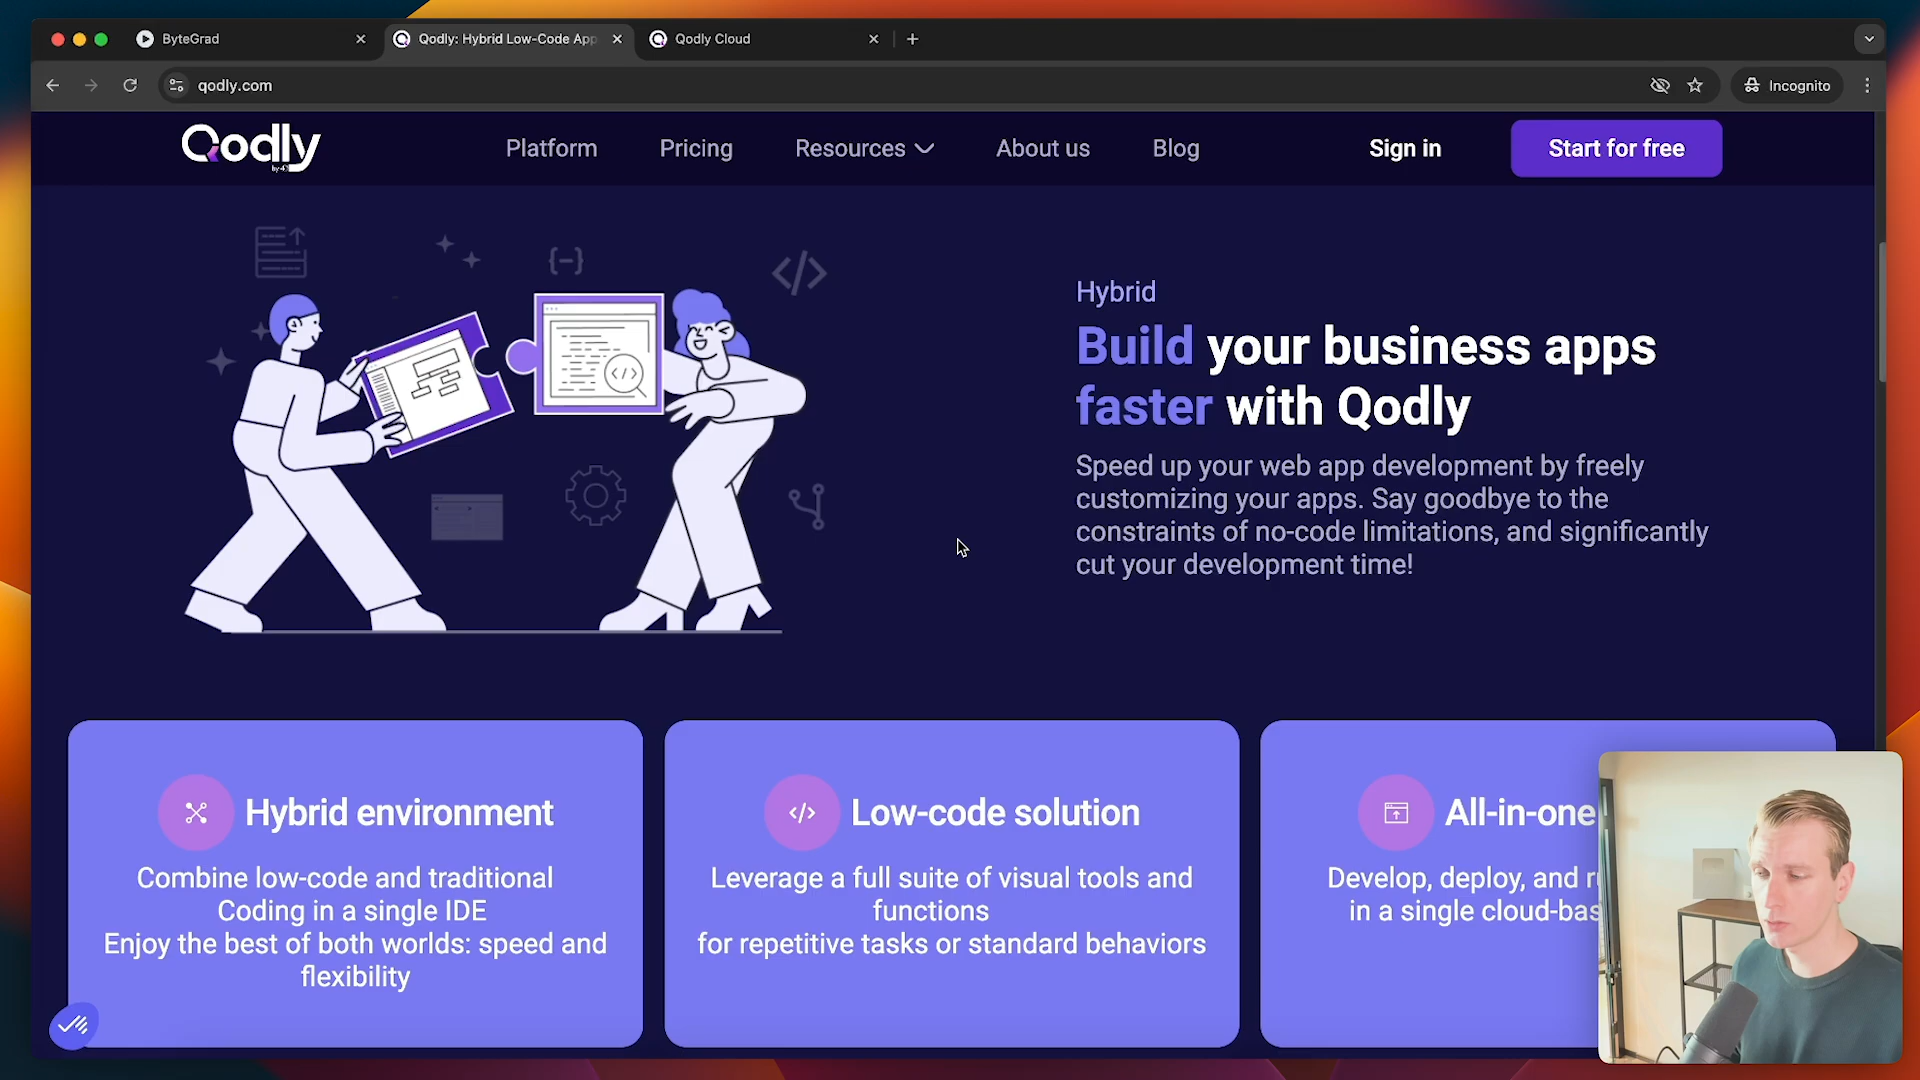 ByteGrad
Qodly: Hybrid Low-Code App
Qodly Cloud
qodly.com
Incognito
Qodly
by 4D
Platform
Pricing
Resources
About us
Blog
Sign in
Start for free
{-}
</>
</>
Hybrid
Build your business apps
faster with Qodly
Speed up your web app development by freely
customizing your apps. Say goodbye to the
constraints of no-code limitations, and significantly
cut your development time!
Hybrid environment
Combine low-code and traditional
Coding in a single IDE
Enjoy the best of both worlds: speed and
flexibility
</> Low-code solution
Leverage a full suite of visual tools and
functions
for repetitive tasks or standard behaviors
All-in-one
Develop, deploy, and
in a single